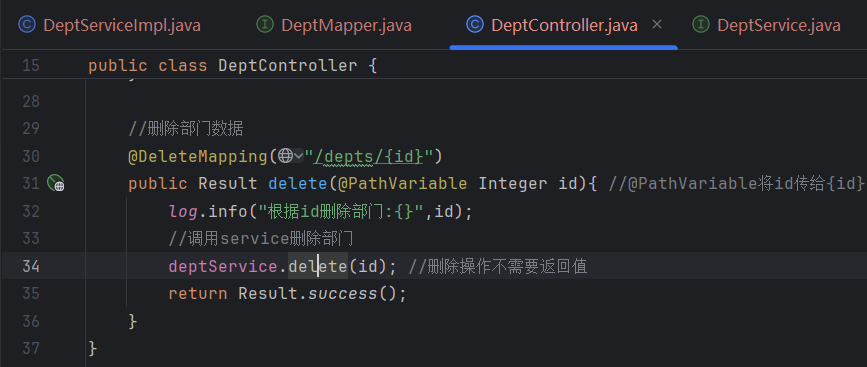 DeptServiceImpl.java DeptMapper.java DeptController.java × DeptService.java
15 public class DeptController {
28
29 //删除部门数据
30 @DeleteMapping("/depts/{id}")
31 public Result delete(@PathVariable Integer id){ //@PathVariable将id传给{id}
32 log.info("根据id删除部门:{}",id);
33 //调用service删除部门
34 deptService.delete(id); //删除操作不需要返回值
35 return Result.success();
36 }
37 }